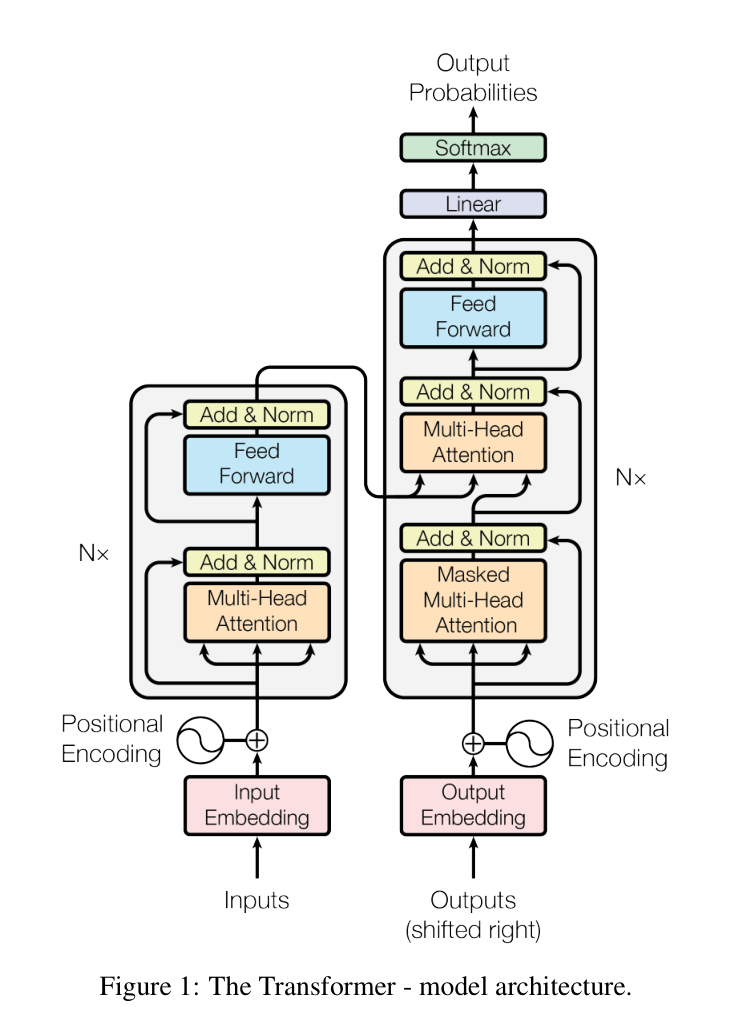 Output
Probabilities
Softmax
Linear
Add & Norm
Feed
Forward
Add & Norm
Multi-Head
Attention
Add & Norm
Masked
Multi-Head
Attention
N×
Add & Norm
Feed
Forward
Add & Norm
Multi-Head
Attention
N×
Positional
Encoding
Positional
Encoding
Input
Embedding
Output
Embedding
Inputs
Outputs
(shifted right)
Figure 1: The Transformer - model architecture.